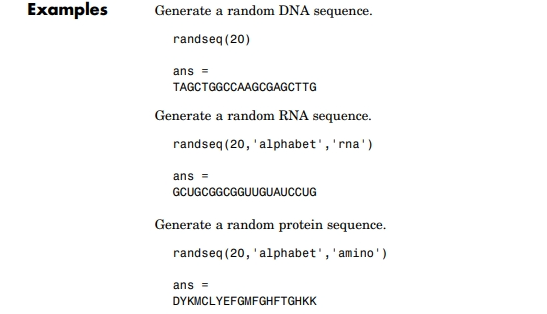 Examples
Generate a random DNA sequence.
randseq(20)
ans =
TAGCTGGCCAAGCGAGCTTG
Generate a random RNA sequence.
randseq(20,'alphabet','rna')
ans =
GCUGCGGCGGUUGUAUCCUG
Generate a random protein sequence.
randseq(20,'alphabet','amino')
ans =
DYKMCLYEFGMFGHFTGHKK